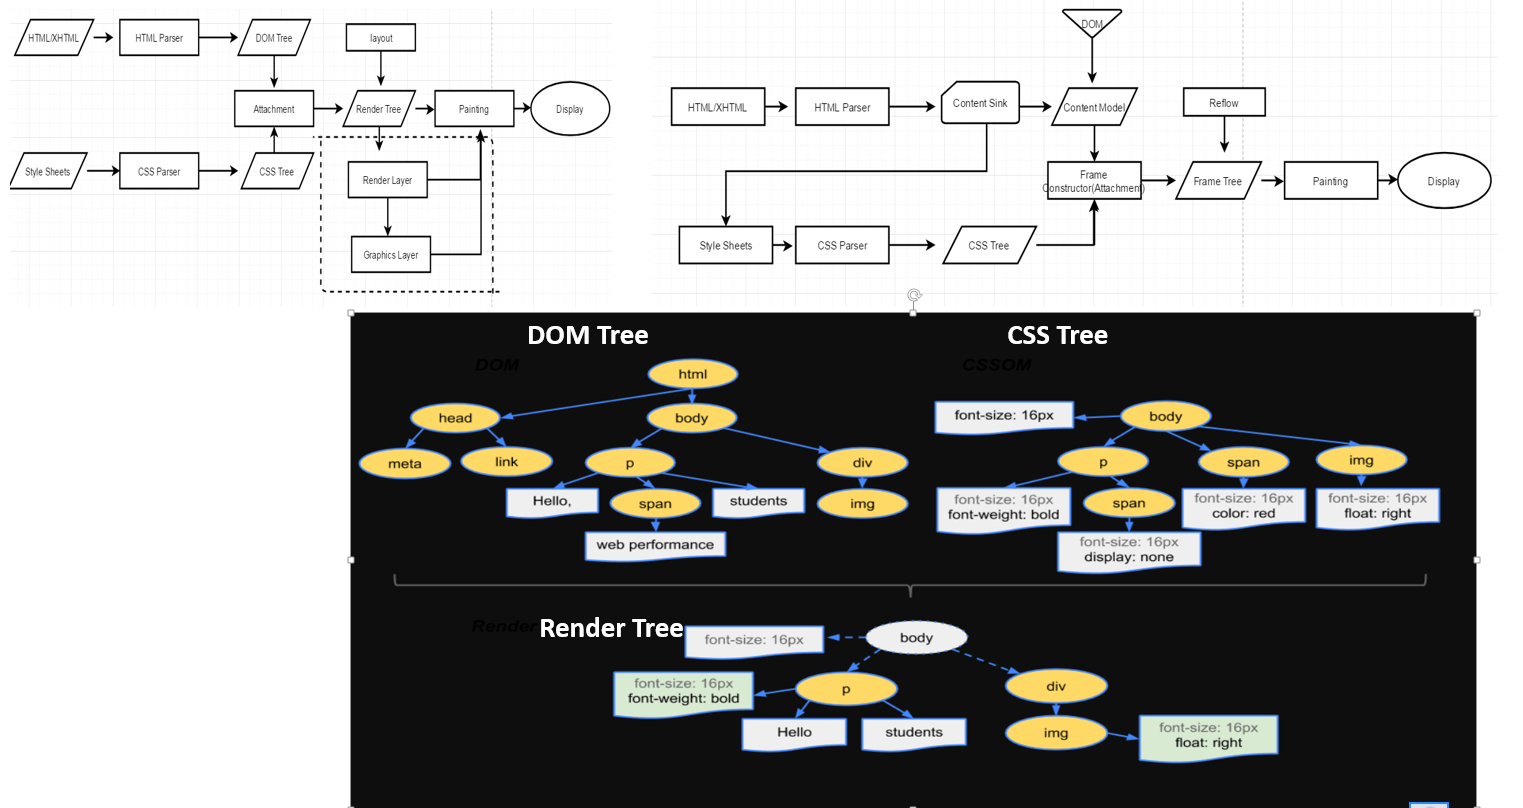 HTML/XHTML
HTML Parser
DOM Tree
layout
Attachment
Render Tree
Painting
Display
Style Sheets
CSS Parser
CSS Tree
Render Layer
Graphics Layer
DOM
HTML/XHTML
HTML Parser
Content Sink
Content Model
Reflow
Frame
Constructor(Attachment)
Frame Tree
Painting
Display
Style Sheets
CSS Parser
CSS Tree
DOM Tree
DOM
html
head
body
meta
link
p
div
Hello,
span
students
img
web performance
CSS Tree
CSSOM
font-size: 16px
body
p
span
img
font-size: 16px
font-weight: bold
span
font-size: 16px
color: red
font-size: 16px
float: right
font-size: 16px
display: none
Render
Render Tree
font-size: 16px
body
font-size: 16px
font-weight: bold
p
div
Hello
students
img
font-size: 16px
float: right